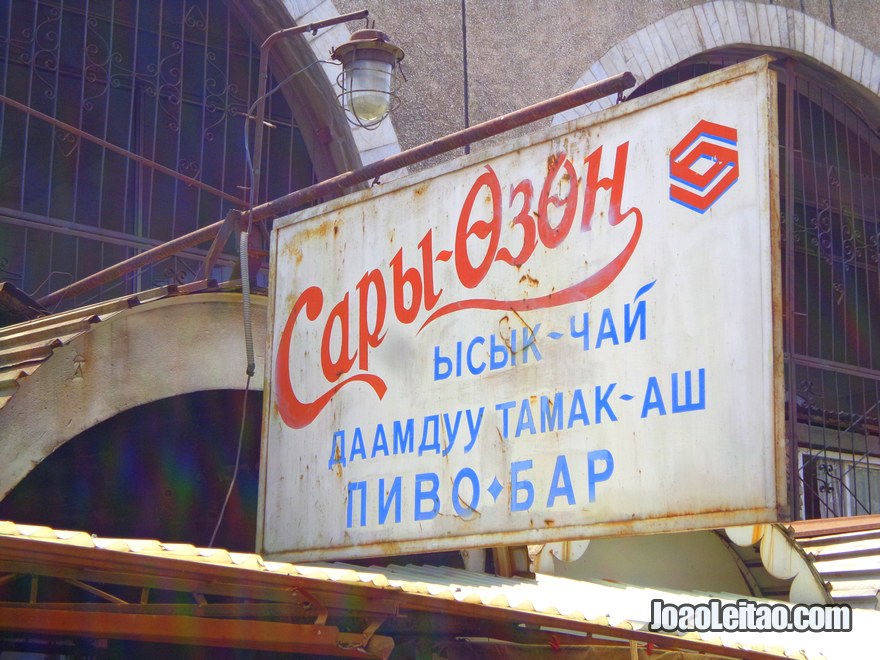 Сары-Өзөн
ЫСЫК-ЧАЙ
ДААМДУУ ТАМАК-АШ
ПИВО БАР
JoaoLeitao.com